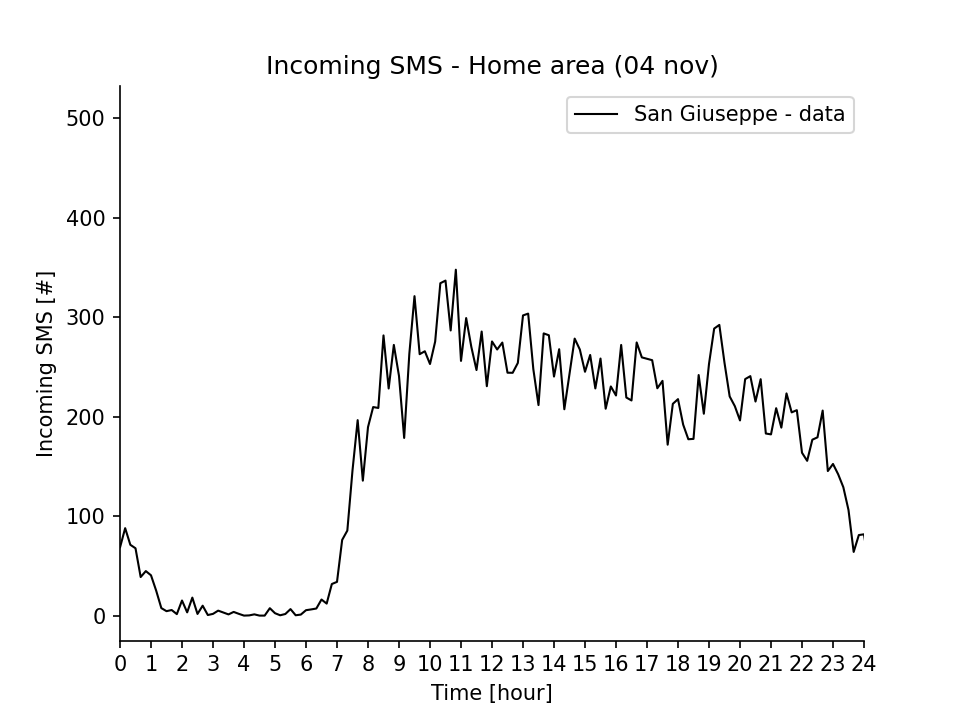 Incoming SMS - Home area (04 nov)
San Giuseppe - data
Incoming SMS [#]
500
400
300
200
100
0
0 1 2 3 4 5 6 7 8 9 10 11 12 13 14 15 16 17 18 19 20 21 22 23 24
Time [hour]